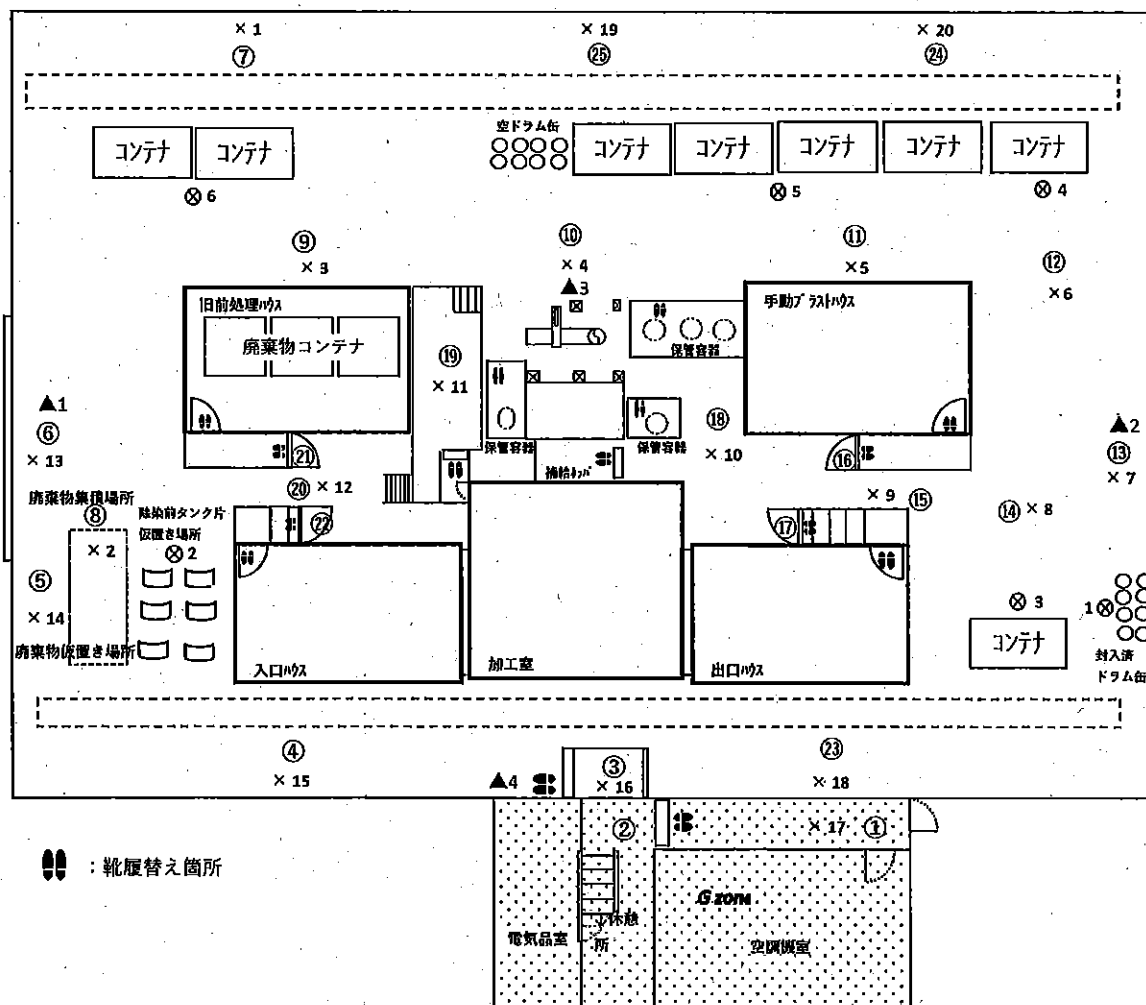 × 1
× 19
× 20
⑦
㉕
㉔
空ドラム缶
コンテナ
コンテナ
コンテナ
コンテナ
コンテナ
コンテナ
コンテナ
⊗ 6
⊗ 5
⊗ 4
⑨
⑩
⑪
⑫
× 3
× 4
× 5
× 6
▲3
旧前処理ハウス
手動ブラストハウス
廃棄物コンテナ
保管容器
⑲
× 11
▲1
⑱
▲2
⑥
保管容器
保管容器
⑬
× 13
㉑
補給ホッパ
× 10
⑯
× 7
⑳
× 12
× 9
⑮
廃棄物集積場所
⑧
除染前タンク片
仮置き場所
㉒
⑰
⑭
× 8
× 2
⊗ 2
⑤
× 14
⊗ 3
1 ⊗
コンテナ
廃棄物仮置き場所
入口ハウス
加工室
出口ハウス
封入済
ドラム缶
④
㉓
× 15
▲4
③
× 16
× 18
②
× 17
①
:靴履替え箇所
G zone
休憩
所
電気品室
空調機室